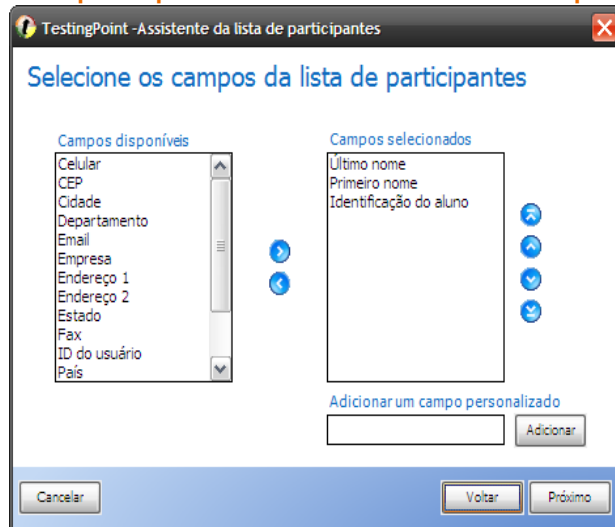 TestingPoint -Assistente da lista de participantes
Selecione os campos da lista de participantes
Campos disponíveis
Celular
CEP
Cidade
Departamento
Email
Empresa
Endereço 1
Endereço 2
Estado
Fax
ID do usuário
País
Campos selecionados
Último nome
Primeiro nome
Identificação do aluno
Adicionar um campo personalizado
Adicionar
Cancelar
Voltar
Próximo